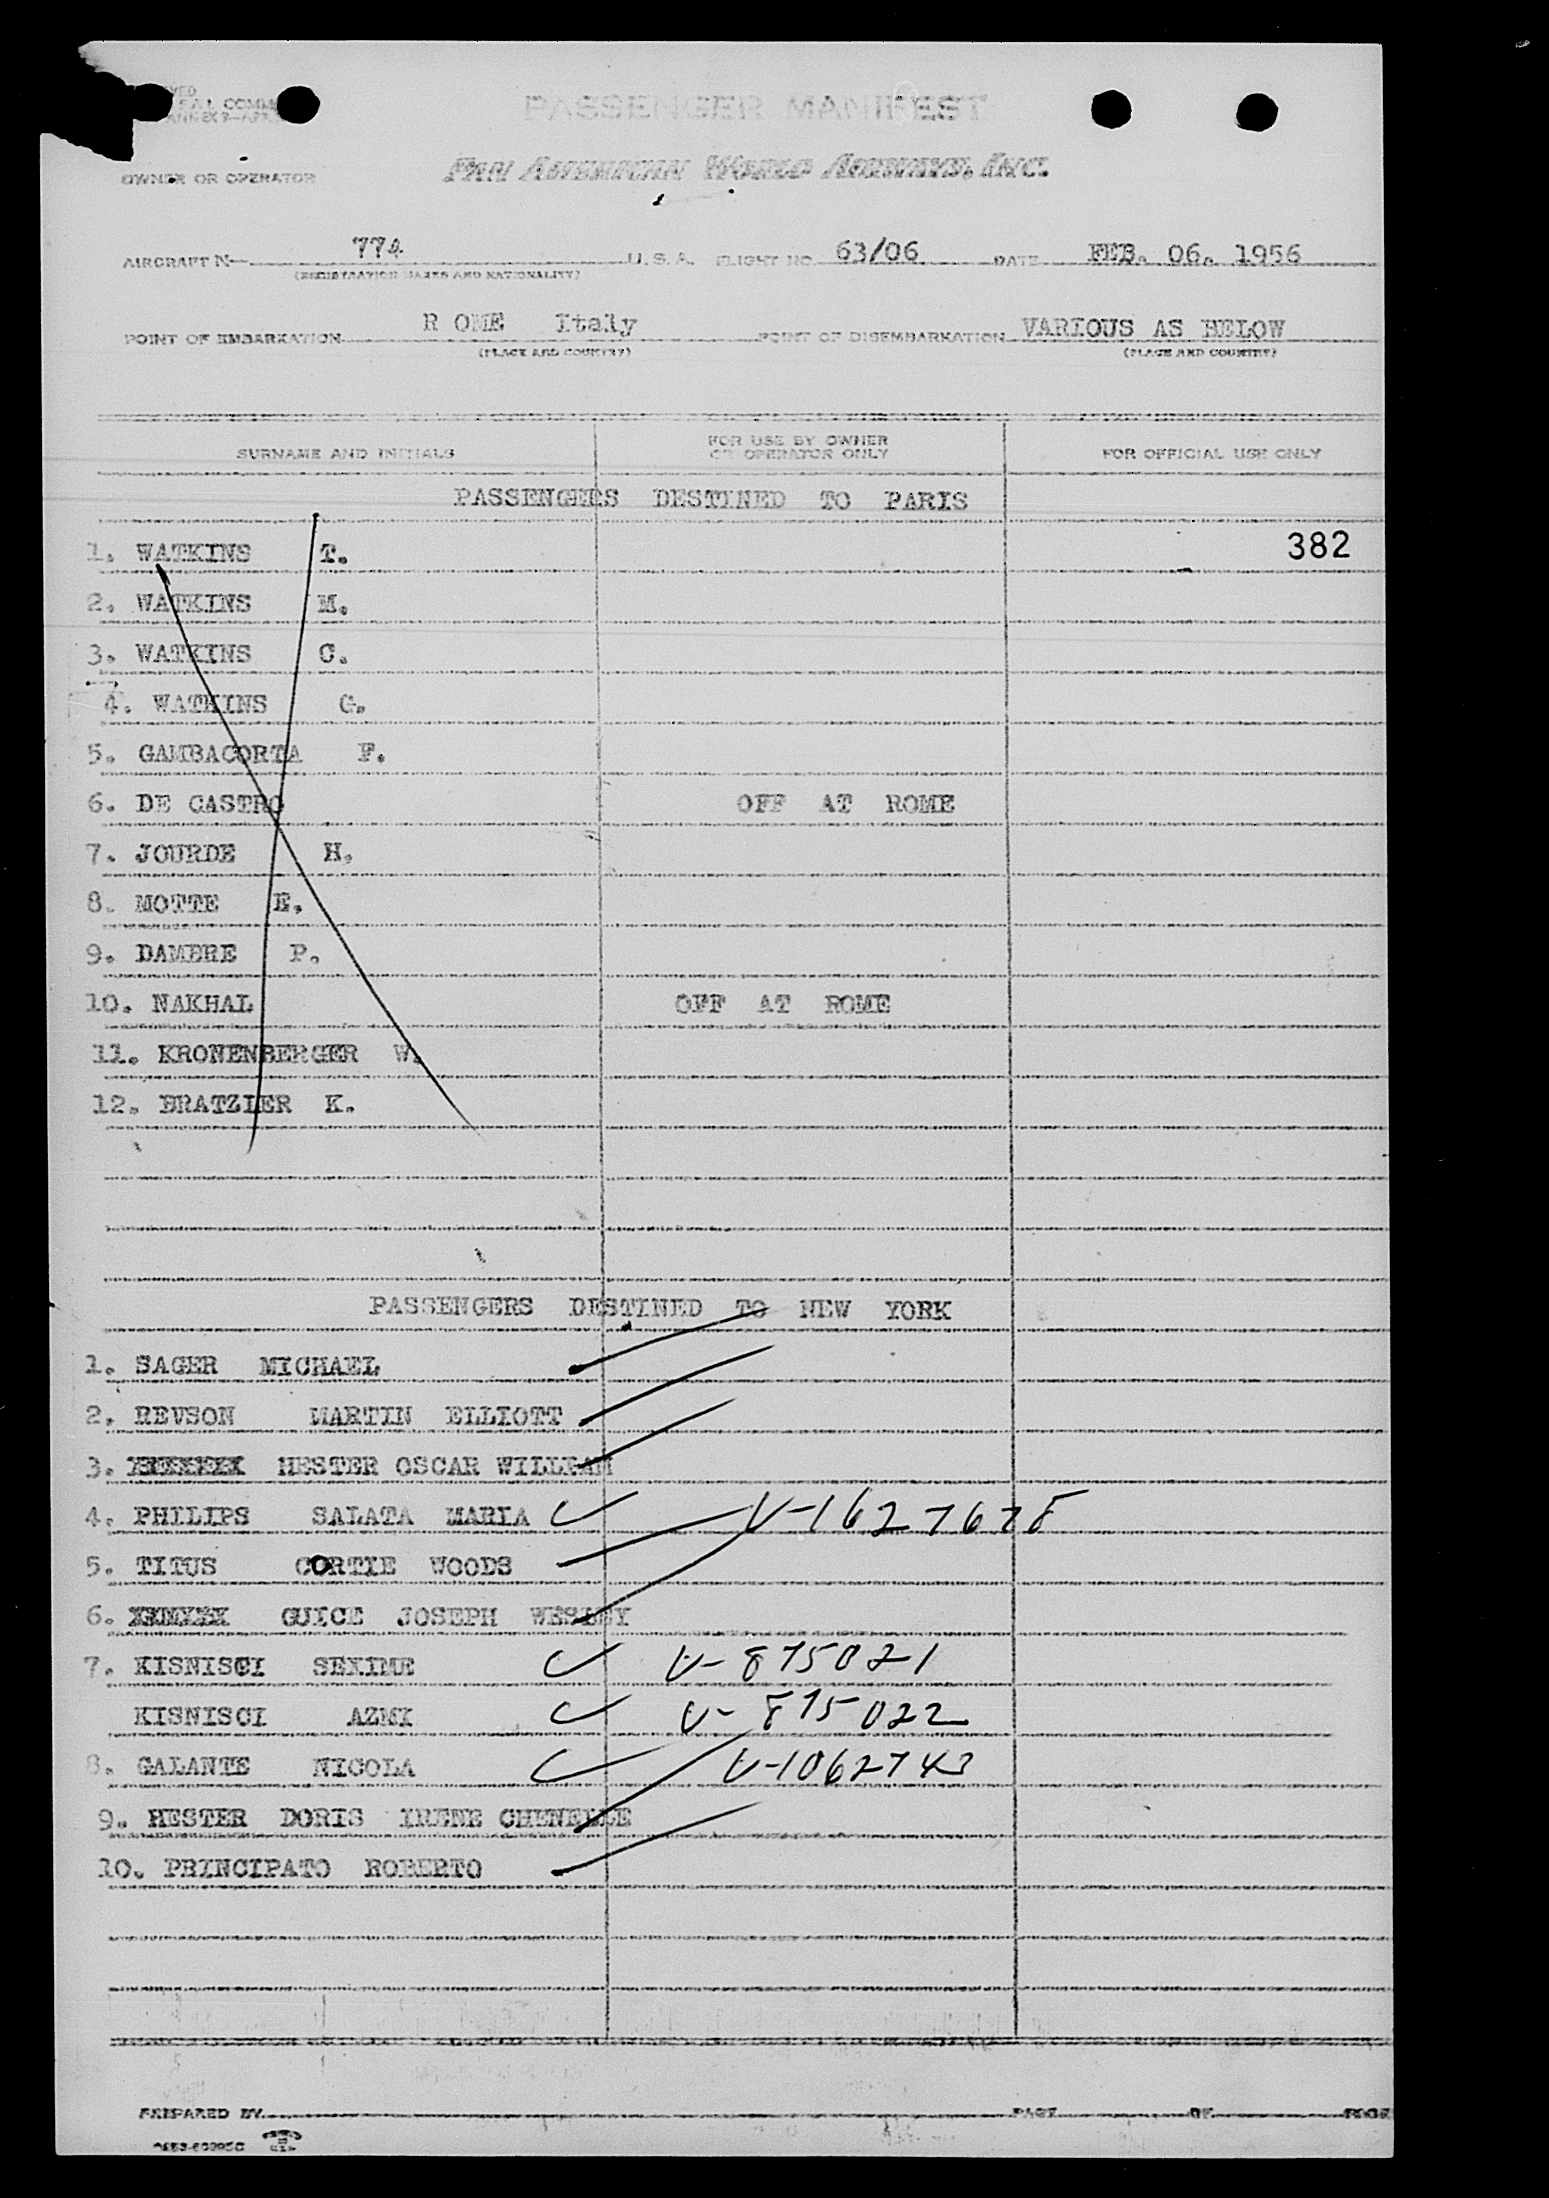 PASSENGER MANIFEST
OWNER OR OPERATOR PAN AMERICAN WORLD AIRWAYS, INC.
AIRCRAFT N— 774 U.S.A. FLIGHT NO. 63/06 DATE FEB. 06. 1956
(REGISTRATION MARKS AND NATIONALITY)
POINT OF EMBARKATION R OME Italy POINT OF DISEMBARKATION VARIOUS AS BELOW
(PLACE AND COUNTRY) (PLACE AND COUNTRY)
SURNAME AND INITIALS FOR USE BY OWNER OR OPERATOR ONLY FOR OFFICIAL USE ONLY
PASSENGERS DESTINED TO PARIS
1. WATKINS T. 382
2. WATKINS M.
3. WATKINS C.
4. WATKINS G.
5. GAMBACORTA F.
6. DE CASTRO OFF AT ROME
7. JOURDE H.
8. MOTTE E.
9. DAMERE P.
10. NAKHAL OFF AT ROME
11. KRONENBERGER W.
12. BRATZLER K.
PASSENGERS DESTINED TO NEW YORK
1. SAGER MICHAEL
2. REVSON MARTIN ELLIOTT
3. HESTER OSCAR WILLIAM
4. PHILIPS SALATA MARIA V-1627678
5. TITUS CORTIE WOODS
6. GUICE JOSEPH WESLEY
7. KISNISCI SEXIME V-875021
KISNISCI AZMI V-875022
8. GALANTE NICOLA V-1062743
9. HESTER DORIS IRENE CHENELLE
10. PRINCIPATO ROBERTO
PREPARED BY PAGE OF